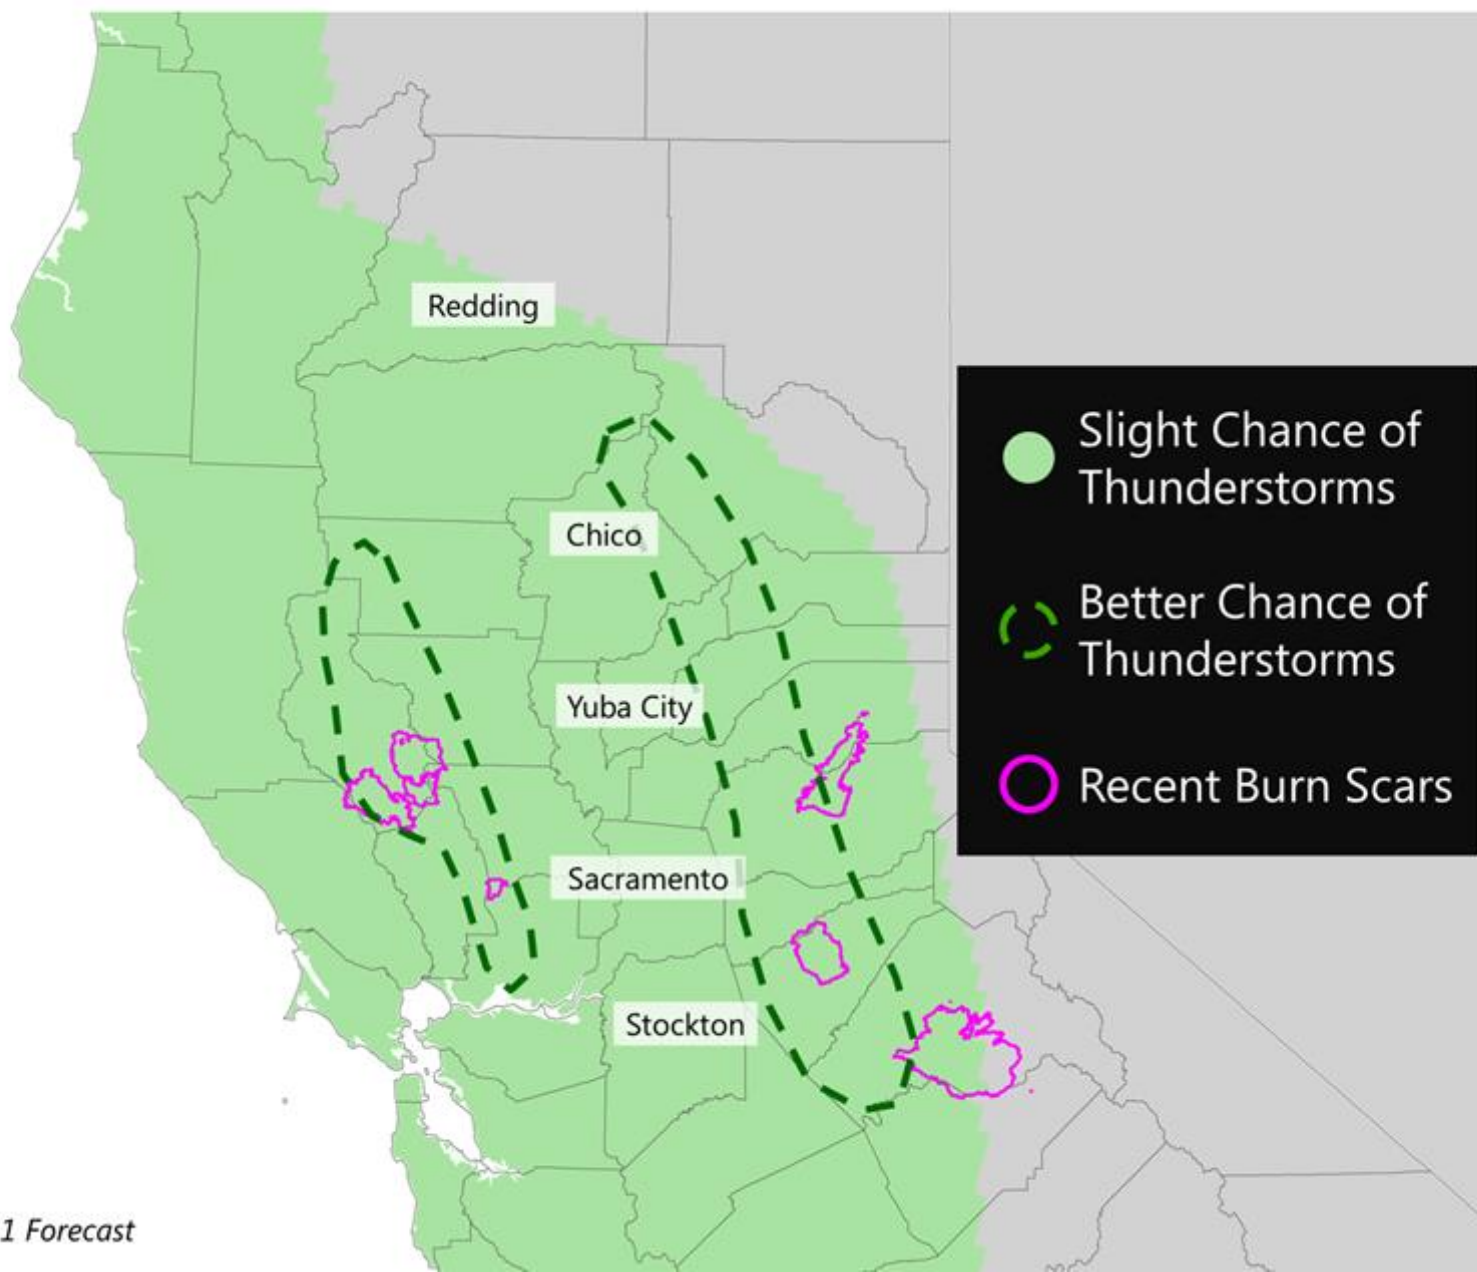 Redding
Slight Chance of
Thunderstorms
Chico
Better Chance of
Thunderstorms
Yuba City
Recent Burn Scars
Sacramento
Stockton
1 Forecast